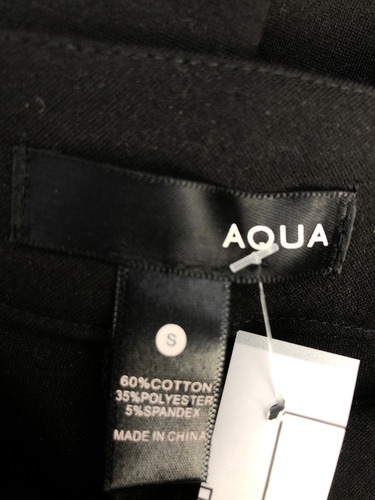 AQUA
S
60%COTTON
35%POLYESTER
5%SPANDEX
MADE IN CHINA